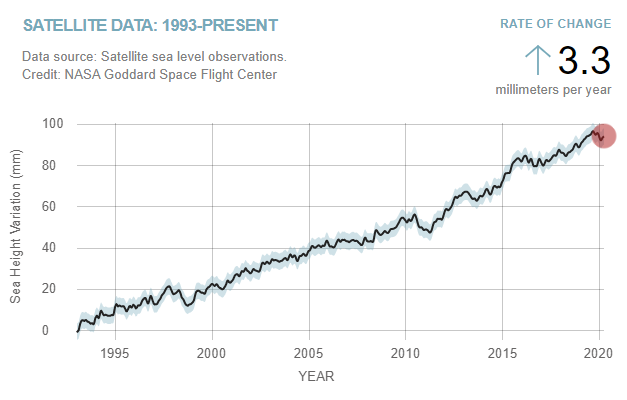 SATELLITE DATA: 1993-PRESENT
Data source: Satellite sea level observations.
Credit: NASA Goddard Space Flight Center
RATE OF CHANGE
↑ 3.3
millimeters per year
Sea Height Variation (mm)
100
80
60
40
20
0
1995 2000 2005 2010 2015 2020
YEAR